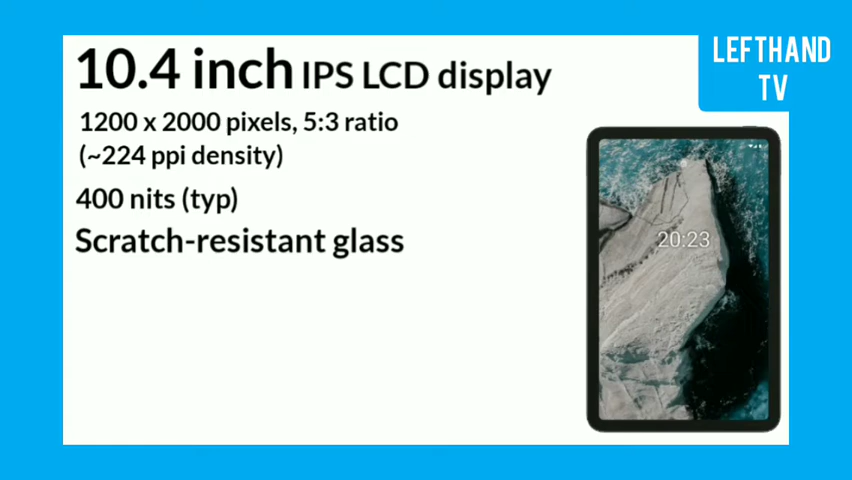 10.4 inch IPS LCD display
1200 x 2000 pixels, 5:3 ratio
(~224 ppi density)
400 nits (typ)
Scratch-resistant glass
LEFTHAND
TV
20:23